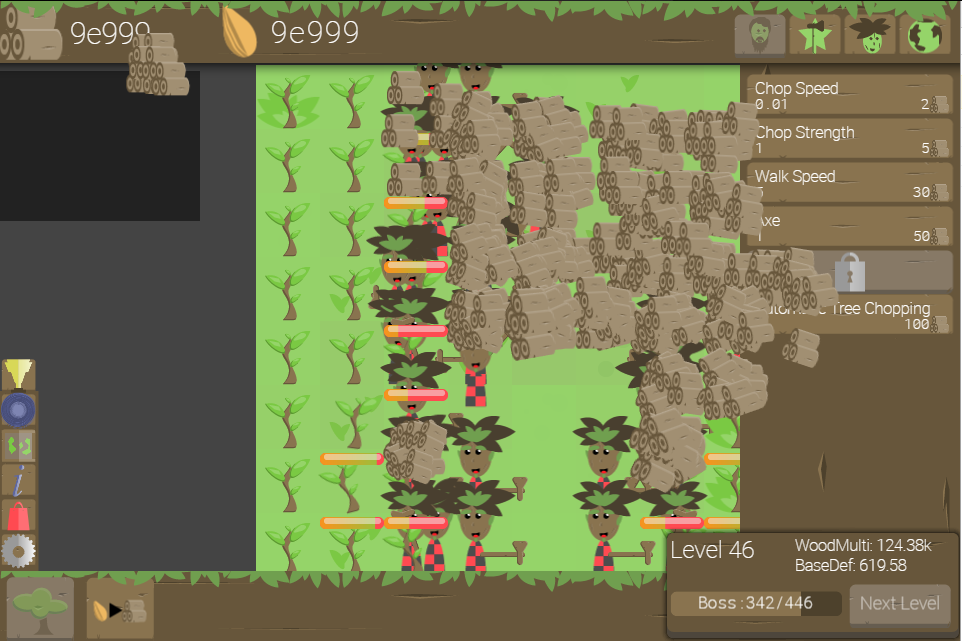 9e999
9e999
Chop Speed
0.01
2
Chop Strength
1
5
Walk Speed
5
30
Axe
1
50
Tree Chopping
100
Level 46
WoodMulti: 124.38k
BaseDef: 619.58
Boss : 342 / 446
Next Level